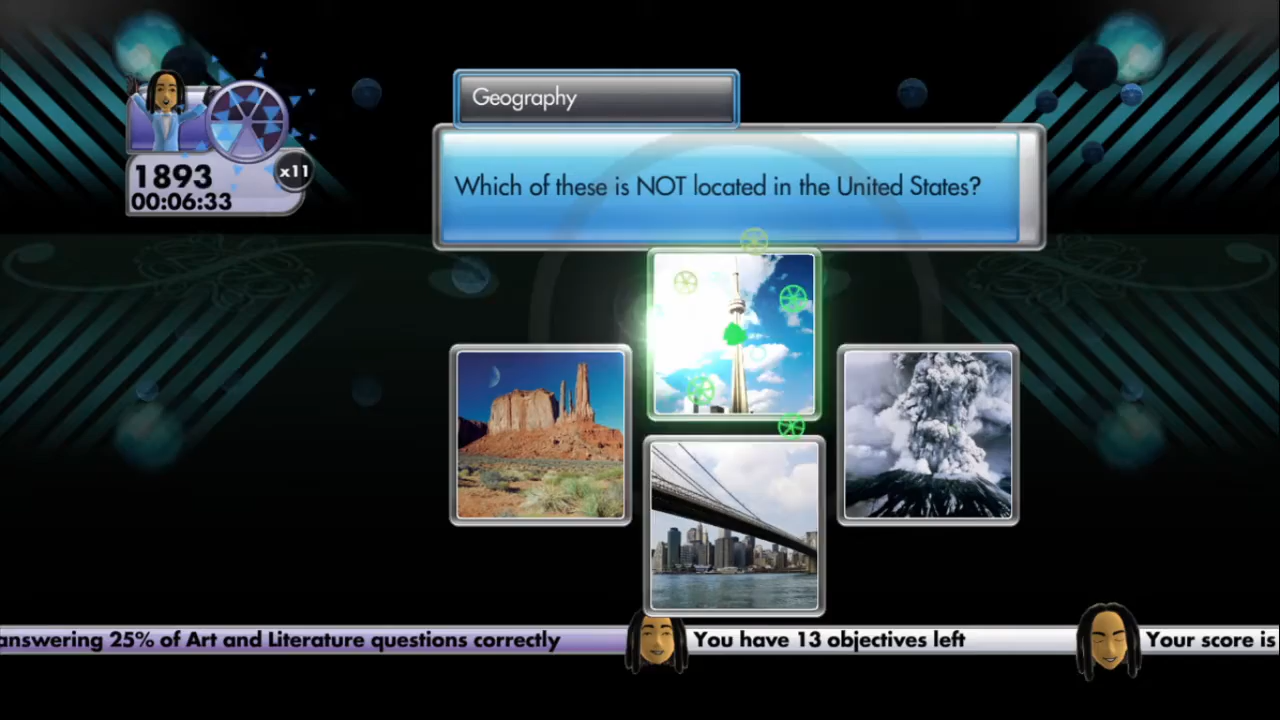 Geography
Which of these is NOT located in the United States?
1893
x11
00:06:33
answering 25% of Art and Literature questions correctly
You have 13 objectives left
Your score is